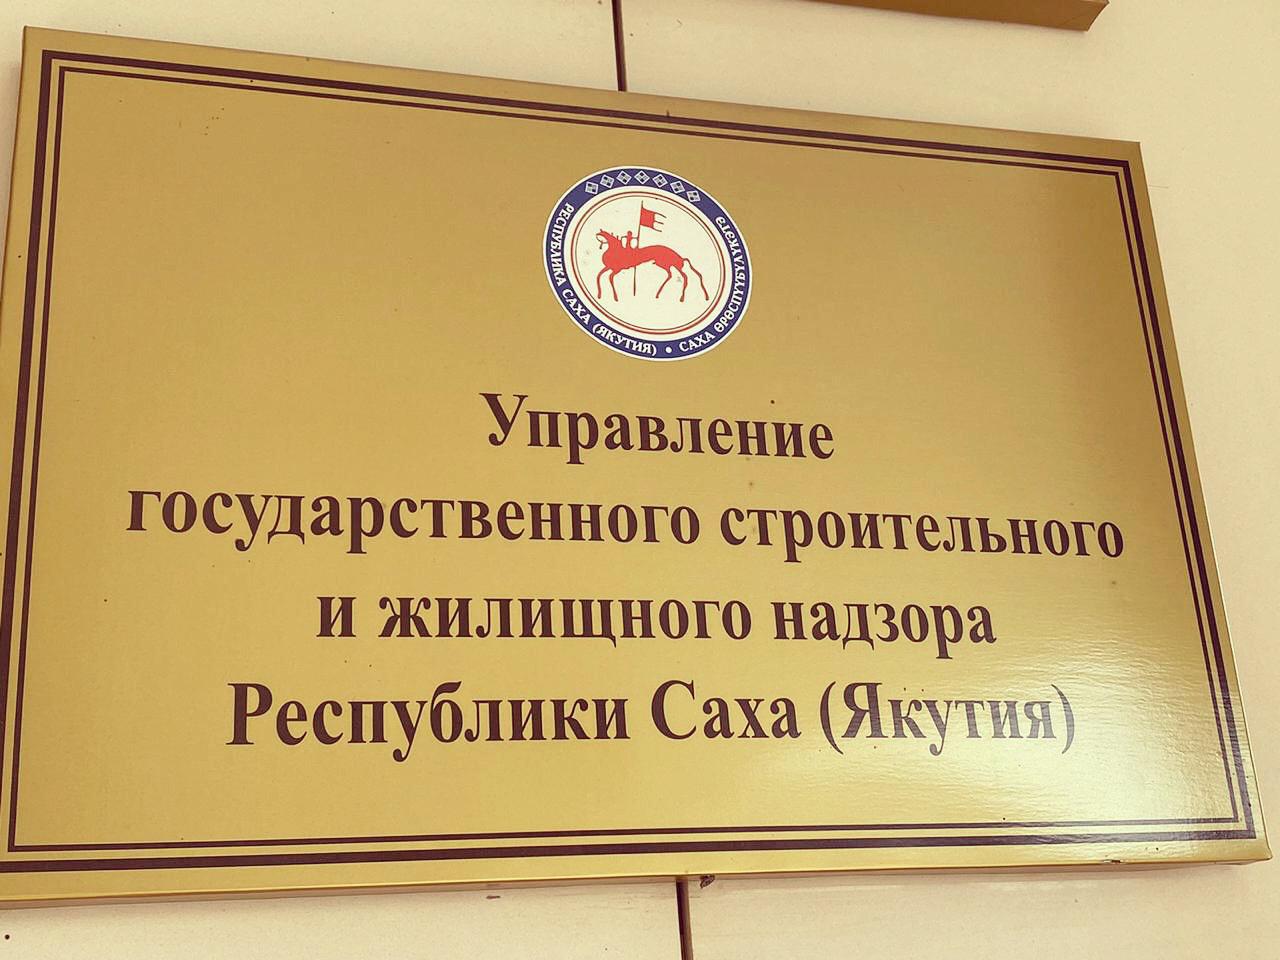 РЕСПУБЛИКА САХА (ЯКУТИЯ) • САХА ӨРӨСПҮҮБҮЛҮКЭТЭ
Управление
государственного строительного
и жилищного надзора
Республики Саха (Якутия)